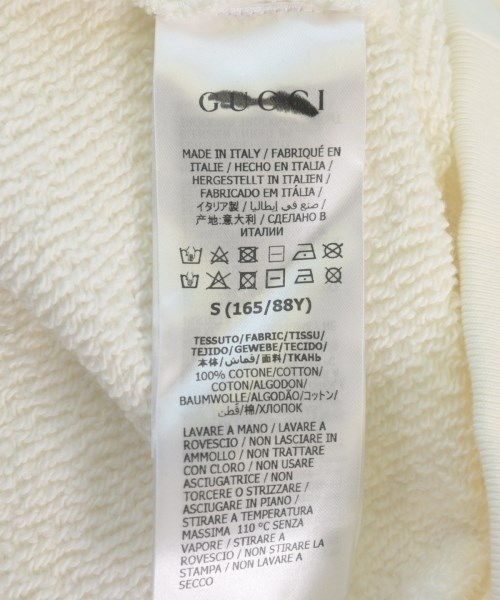 GUCCI
MADE IN ITALY / FABRIQUÉ EN
ITALIE / HECHO EN ITALIA /
HERGESTELLT IN ITALIEN /
FABRICADO EM ITÁLIA /
イタリア製 / صنع في إيطاليا /
产地:意大利 / СДЕЛАНО В
ИТАЛИИ
S (165/88Y)
TESSUTO/FABRIC/TISSU/
TEJIDO/GEWEBE/TECIDO/
本体/قماش/面料/ТКАНЬ
100% COTONE/COTTON/
COTON/ALGODON/
BAUMWOLLE/ALGODÃO/コットン/
قطن/棉/ХЛОПОК
LAVARE A MANO / LAVARE A
ROVESCIO / NON LASCIARE IN
AMMOLLO / NON TRATTARE
CON CLORO / NON USARE
ASCIUGATRICE / NON
TORCERE O STRIZZARE /
ASCIUGARE IN PIANO /
STIRARE A TEMPERATURA
MASSIMA 110 °C SENZA
VAPORE / STIRARE A
ROVESCIO / NON STIRARE LA
STAMPA / NON LAVARE A
SECCO